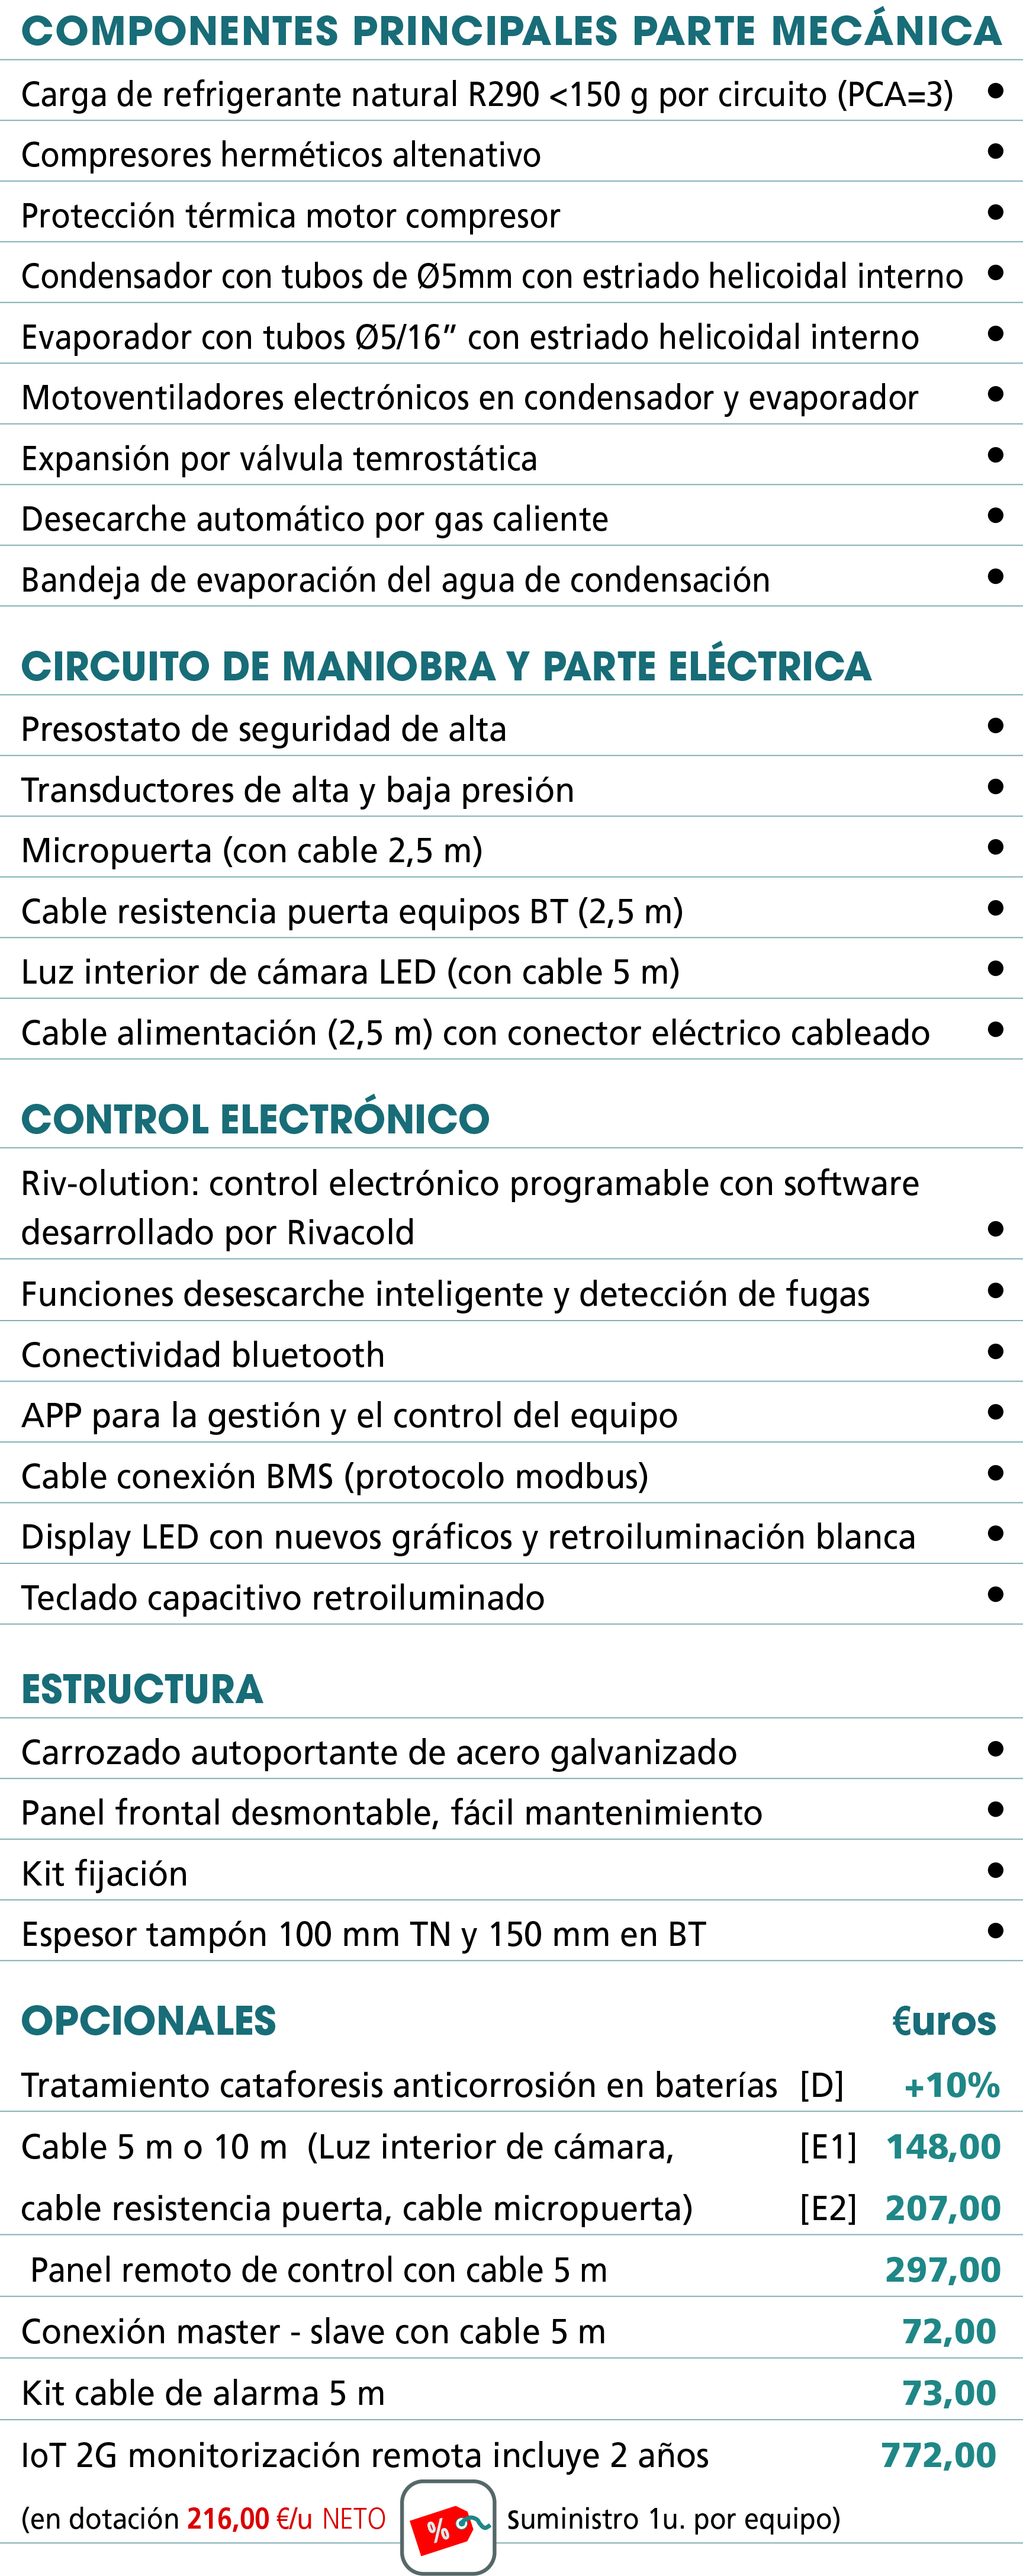 COMPONENTES PRINCIPALES PARTE MECÁNICA
Carga de refrigerante natural R290 <150 g por circuito (PCA=3) •
Compresores herméticos altenativo •
Protección térmica motor compresor •
Condensador con tubos de Ø5mm con estriado helicoidal interno •
Evaporador con tubos Ø5/16” con estriado helicoidal interno •
Motoventiladores electrónicos en condensador y evaporador •
Expansión por válvula temrostática •
Desecarche automático por gas caliente •
Bandeja de evaporación del agua de condensación •
CIRCUITO DE MANIOBRA Y PARTE ELÉCTRICA
Presostato de seguridad de alta •
Transductores de alta y baja presión •
Micropuerta (con cable 2,5 m) •
Cable resistencia puerta equipos BT (2,5 m) •
Luz interior de cámara LED (con cable 5 m) •
Cable alimentación (2,5 m) con conector eléctrico cableado •
CONTROL ELECTRÓNICO
Riv-olution: control electrónico programable con software
desarrollado por Rivacold •
Funciones desescarche inteligente y detección de fugas •
Conectividad bluetooth •
APP para la gestión y el control del equipo •
Cable conexión BMS (protocolo modbus) •
Display LED con nuevos gráficos y retroiluminación blanca •
Teclado capacitivo retroiluminado •
ESTRUCTURA
Carrozado autoportante de acero galvanizado •
Panel frontal desmontable, fácil mantenimiento •
Kit fijación •
Espesor tampón 100 mm TN y 150 mm en BT •
OPCIONALES €uros
Tratamiento cataforesis anticorrosión en baterías [D] +10%
Cable 5 m o 10 m (Luz interior de cámara, [E1] 148,00
cable resistencia puerta, cable micropuerta) [E2] 207,00
Panel remoto de control con cable 5 m 297,00
Conexión master - slave con cable 5 m 72,00
Kit cable de alarma 5 m 73,00
IoT 2G monitorización remota incluye 2 años 772,00
(en dotación 216,00 €/u NETO % Suministro 1u. por equipo)